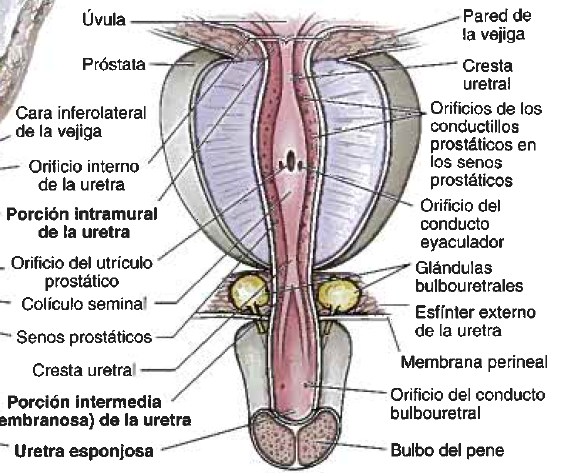 Úvula
Próstata
Cara inferolateral
de la vejiga
Orificio interno
de la uretra
Porción intramural
de la uretra
Orificio del utrículo
prostático
Colículo seminal
Senos prostáticos
Cresta uretral
Porción intermedia
embranosa) de la uretra
Uretra esponjosa
Pared de
la vejiga
Cresta
uretral
Orificios de los
conductillos
prostáticos en
los senos
prostáticos
Orificio del
conducto
eyaculador
Glándulas
bulbouretrales
Esfínter externo
de la uretra
Membrana perineal
Orificio del conducto
bulbouretral
Bulbo del pene